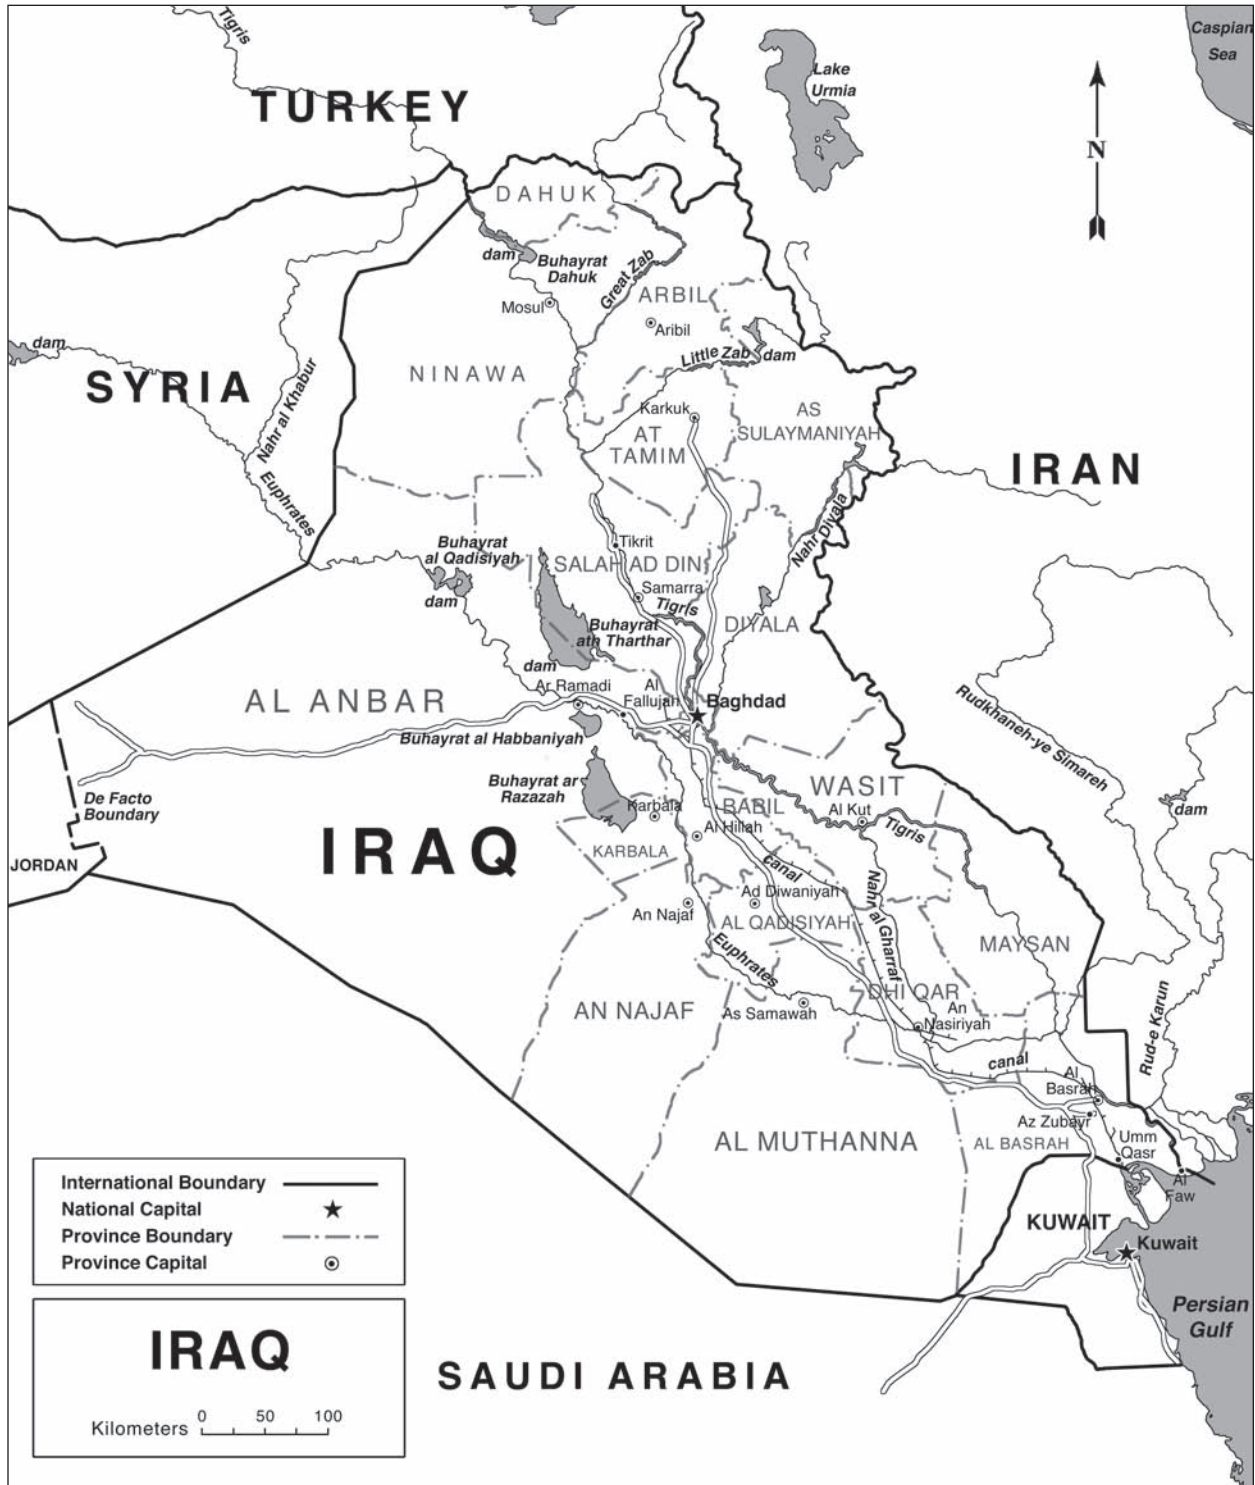 Tigris
Caspian
Sea
Lake
Urmia
TURKEY
N
DAHUK
dam
Buhayrat
Dahuk
Great Zab
Mosul
ARBIL
Aribil
dam
Little Zab
dam
SYRIA
Nahr al Khabur
NINAWA
Karkuk
AT
TAMIM
AS
SULAYMANIYAH
IRAN
Euphrates
Nahr Diyala
Buhayrat
al Qadisiyah
dam
Tikrit
SALAH AD DIN
Samarra
Tigris
Buhayrat
ath Tharthar
DIYALA
dam
AL ANBAR
Ar Ramadi
Al
Fallujah
Baghdad
Rudkhaneh-ye Simareh
Buhayrat al Habbaniyah
De Facto
Boundary
Buhayrat ar
Razazah
WASIT
Al Kut
Tigris
dam
BABIL
Karbala
Al Hillah
IRAQ
KARBALA
canal
JORDAN
Nahr al Gharraf
Ad Diwaniyah
An Najaf
AL QADISIYAH
MAYSAN
Euphrates
DHI QAR
AN NAJAF
As Samawah
An
Nasiriyah
Rud-e Karun
canal
Al
Basrah
Az Zubayr
AL MUTHANNA
AL BASRAH
Umm
Qasr
Al
Faw
KUWAIT
Kuwait
Persian
Gulf
International Boundary
National Capital
Province Boundary
Province Capital
IRAQ
Kilometers
0 50 100
SAUDI ARABIA